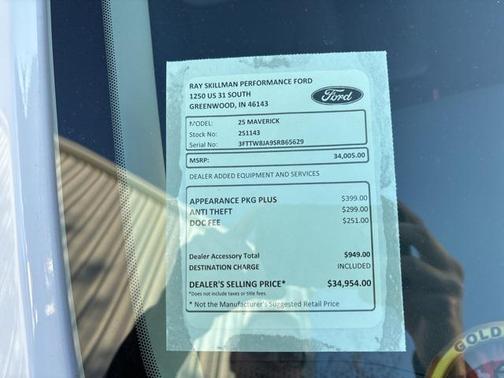 RAY SKILLMAN PERFORMANCE FORD
1250 US 31 SOUTH
GREENWOOD, IN 46143
Ford
MODEL: 25 MAVERICK
Stock No: 251143
Serial No: 3FTTW8JA9SRB65629
MSRP: 34,005.00
DEALER ADDED EQUIPMENT AND SERVICES
APPEARANCE PKG PLUS $399.00
ANTI THEFT $299.00
DOC FEE $251.00
Dealer Accessory Total $949.00
DESTINATION CHARGE INCLUDED
DEALER'S SELLING PRICE* $34,954.00
*Does not include taxes or title fees
* Not the Manufacturer's Suggested Retail Price
GOLD